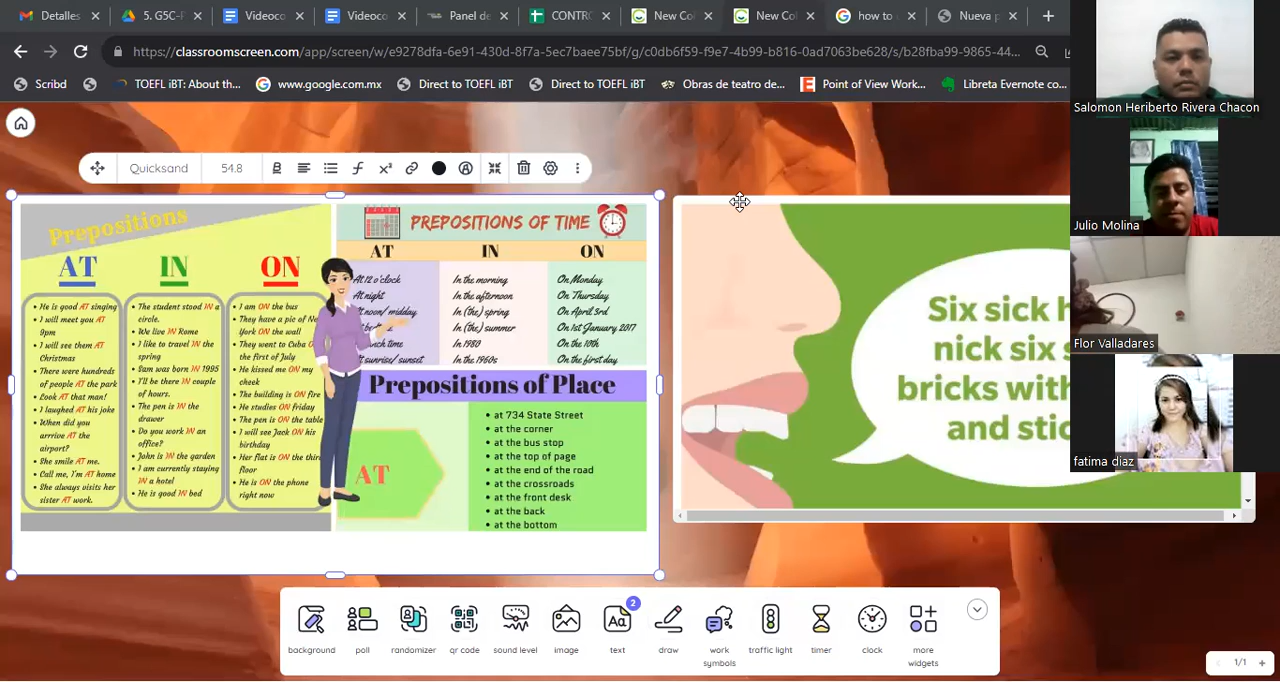 Detalles
5. G5C-F
Videoco
Videoco
Panel de
CONTRO
New Col
New Col
how to u
Nueva p
https://classroomscreen.com/app/screen/w/e9278dfa-6e91-430d-8f7a-5ec7baee75bf/g/c0db6f59-f9e7-4b99-b816-0ad7063be628/s/b28fba99-9865-44...
Scribd
TOEFL iBT: About th...
www.google.com.mx
Direct to TOEFL iBT
Direct to TOEFL iBT
Obras de teatro de...
Point of View Work...
Libreta Evernote co...
Salomon Heriberto Rivera Chacon
Julio Molina
Flor Valladares
fatima diaz
Quicksand
54.8
Prepositions
AT
He is good AT singing
I will meet you AT
9pm
I will see them AT
Christmas
There were hundreds
of people AT the park
Look AT that man!
I laughed AT his joke
When did you
arrive AT the
airport?
She smile AT me.
Call me, I'm AT home
She always visits her
sister AT work.
IN
The student stood IN a
circle.
We live IN Rome
I like to travel IN the
spring
Sam was born IN 1995
I'll be there IN couple
of hours.
The pen is IN the
drawer
Do you work IN an
office?
John is IN the garden
I am currently staying
IN a hotel
He is good IN bed
ON
I am ON the bus
They have a pic of Ne
York ON the wall
They went to Cuba O
the first of July
He kissed me ON my
cheek
The building is ON fire
He studies ON friday
The pen is ON the table
I will see Jack ON his
birthday
Her flat is ON the thir
floor
He is ON the phone
right now
PREPOSITIONS OF TIME
AT
IN
ON
At 12 o'clock
At night
noon/ midday
lunch time
At sunrise/ sunset
In the morning
In the afternoon
In (the) spring
In (the) summer
In 1980
In the 1960s
On Monday
On Thursday
On April 3rd
On 1st January 2017
On the 10th
On the first day
Prepositions of Place
AT
at 734 State Street
at the corner
at the bus stop
at the top of page
at the end of the road
at the crossroads
at the front desk
at the back
at the bottom
Six sick h
nick six s
bricks with
and stic
2
background
poll
randomizer
qr code
sound level
image
Aa
text
draw
work
symbols
traffic light
timer
clock
more
widgets
1/1